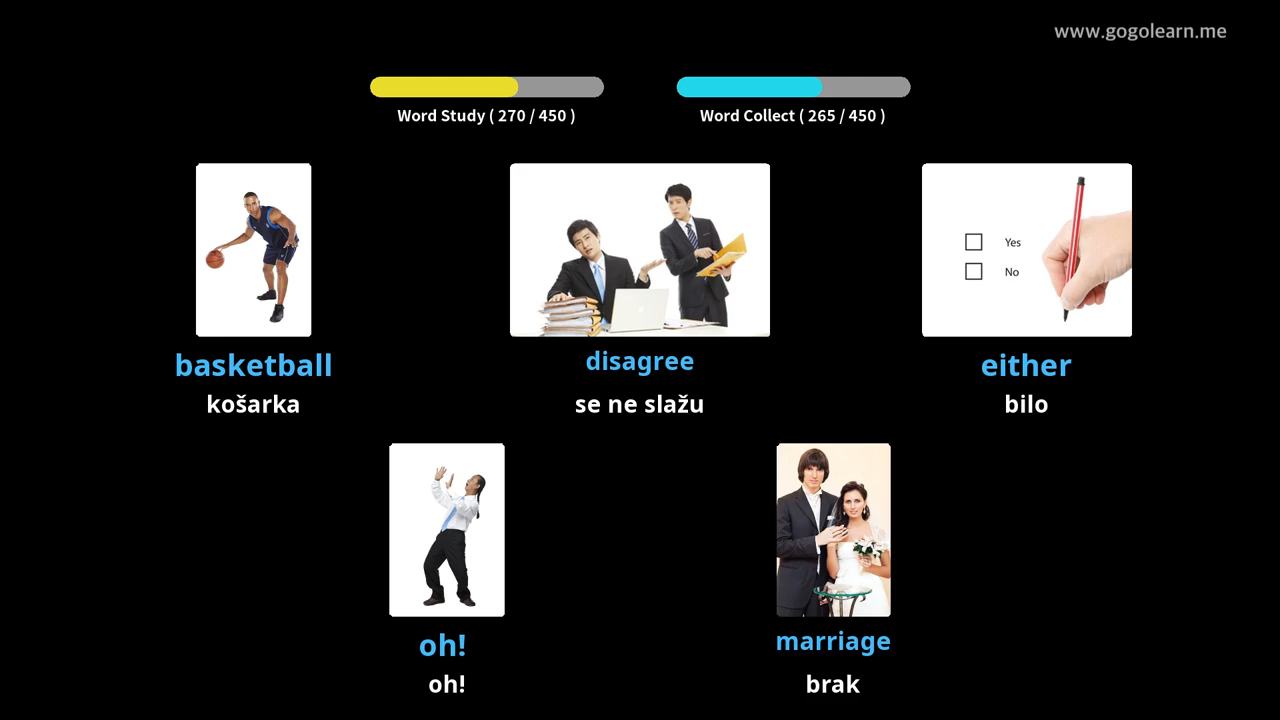 www.gogolearn.me
Word Study ( 270 / 450 )
Word Collect ( 265 / 450 )
Yes
No
basketball
disagree
either
košarka
se ne slažu
bilo
oh!
marriage
oh!
brak